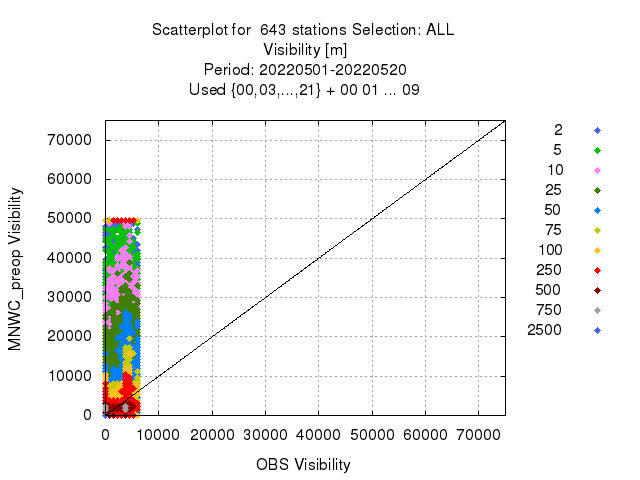 Scatterplot for 643 stations Selection: ALL
Visibility [m]
Period: 20220501-20220520
Used {00,03,...,21} + 00 01 ... 09
MNWC_preop Visibility
70000
60000
50000
40000
30000
20000
10000
0
0 10000 20000 30000 40000 50000 60000 70000
OBS Visibility
2
5
10
25
50
75
100
250
500
750
2500